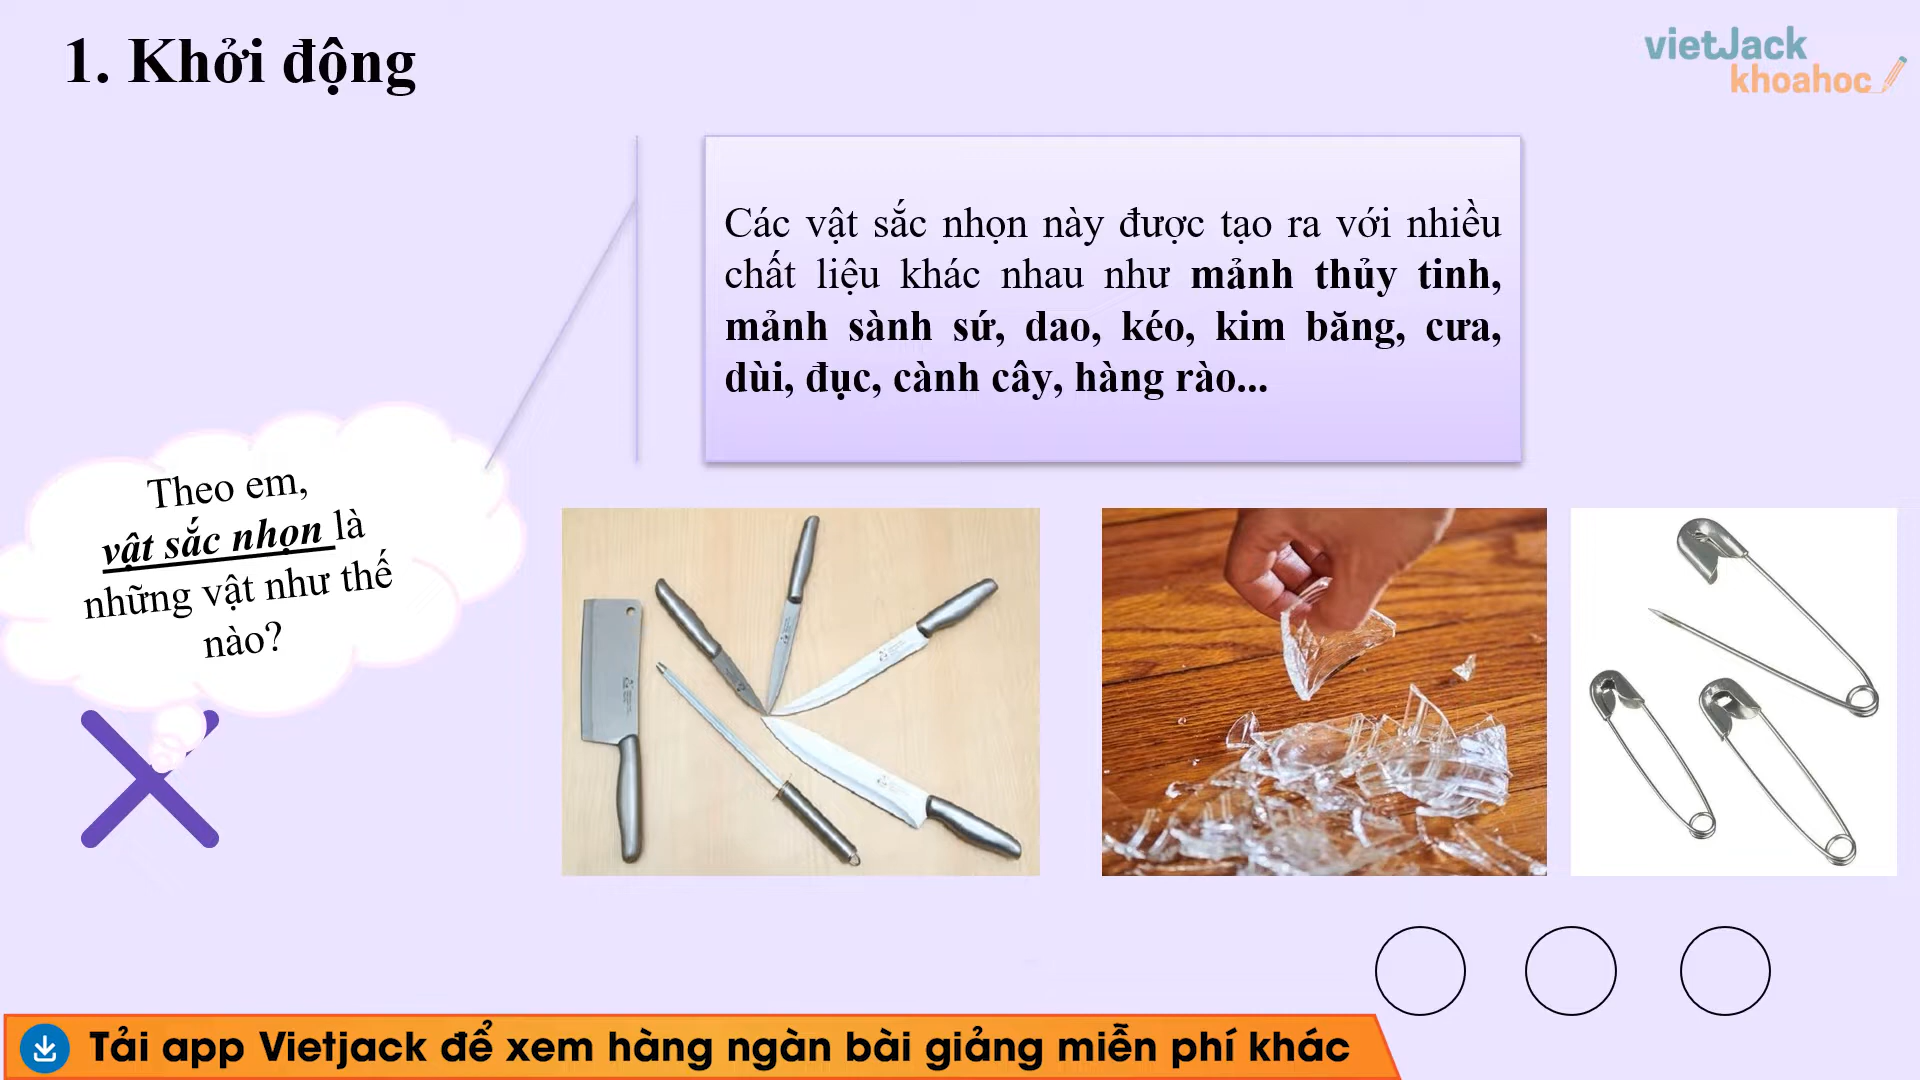 1. Khởi động
vietJack
khoahoc
Các vật sắc nhọn này được tạo ra với nhiều
chất liệu khác nhau như mảnh thủy tinh,
mảnh sành sứ, dao, kéo, kim băng, cưa,
dùi, đục, cành cây, hàng rào...
Theo em,
vật sắc nhọn là
những vật như thế
nào?
Tải app Vietjack để xem hàng ngàn bài giảng miễn phí khác